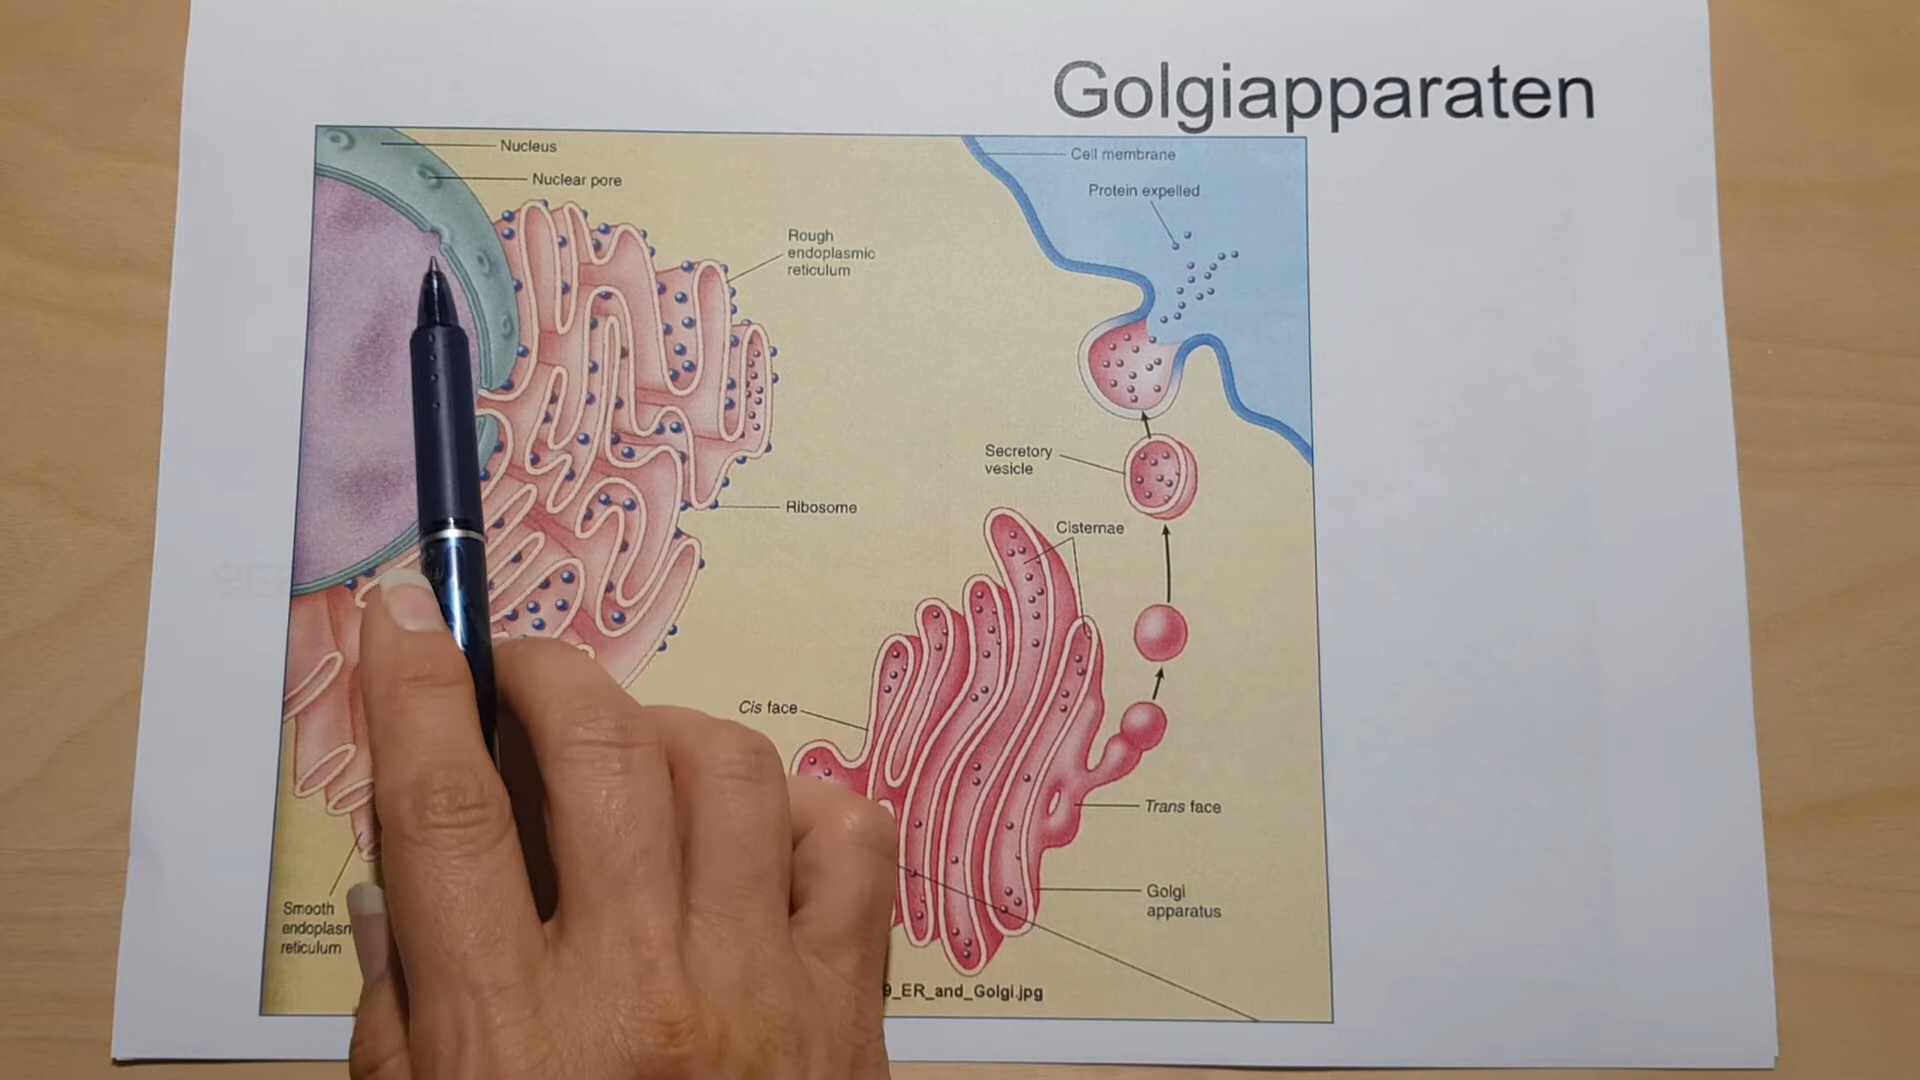 Golgiapparaten
Nucleus
Nuclear pore
Rough
endoplasmic
reticulum
Cell membrane
Protein expelled
Ribosome
Secretory
vesicle
Cisternae
Cis face
Trans face
Golgi
apparatus
Smooth
reticulum
9_ER_and_Golgi.jpg